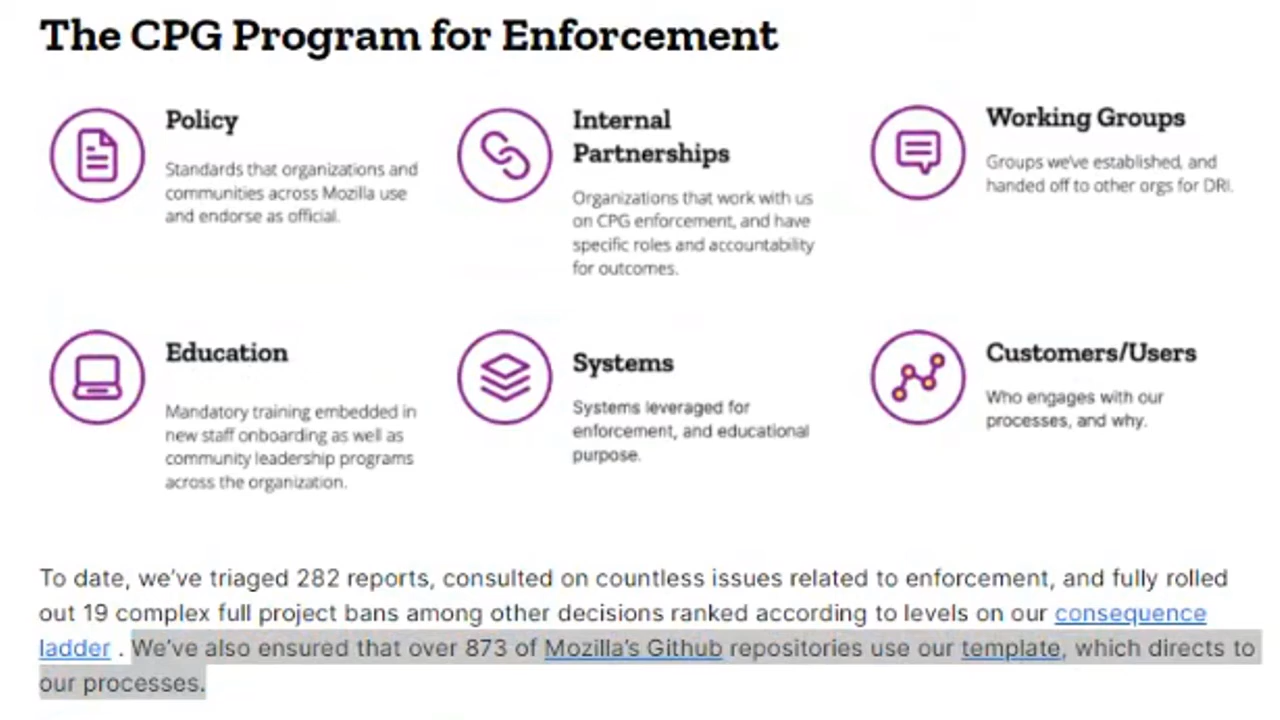 The CPG Program for Enforcement
Policy
Standards that organizations and
communities across Mozilla use
and endorse as official.
Internal
Partnerships
Organizations that work with us
on CPG enforcement, and have
specific roles and accountability
for outcomes.
Working Groups
Groups we've established, and
handed off to other orgs for DRI.
Education
Mandatory training embedded in
new staff onboarding as well as
community leadership programs
across the organization.
Systems
Systems leveraged for
enforcement, and educational
purpose.
Customers/Users
Who engages with our
processes, and why.
To date, we've triaged 282 reports, consulted on countless issues related to enforcement, and fully rolled
out 19 complex full project bans among other decisions ranked according to levels on our consequence
ladder . We've also ensured that over 873 of Mozilla's Github repositories use our template, which directs to
our processes.